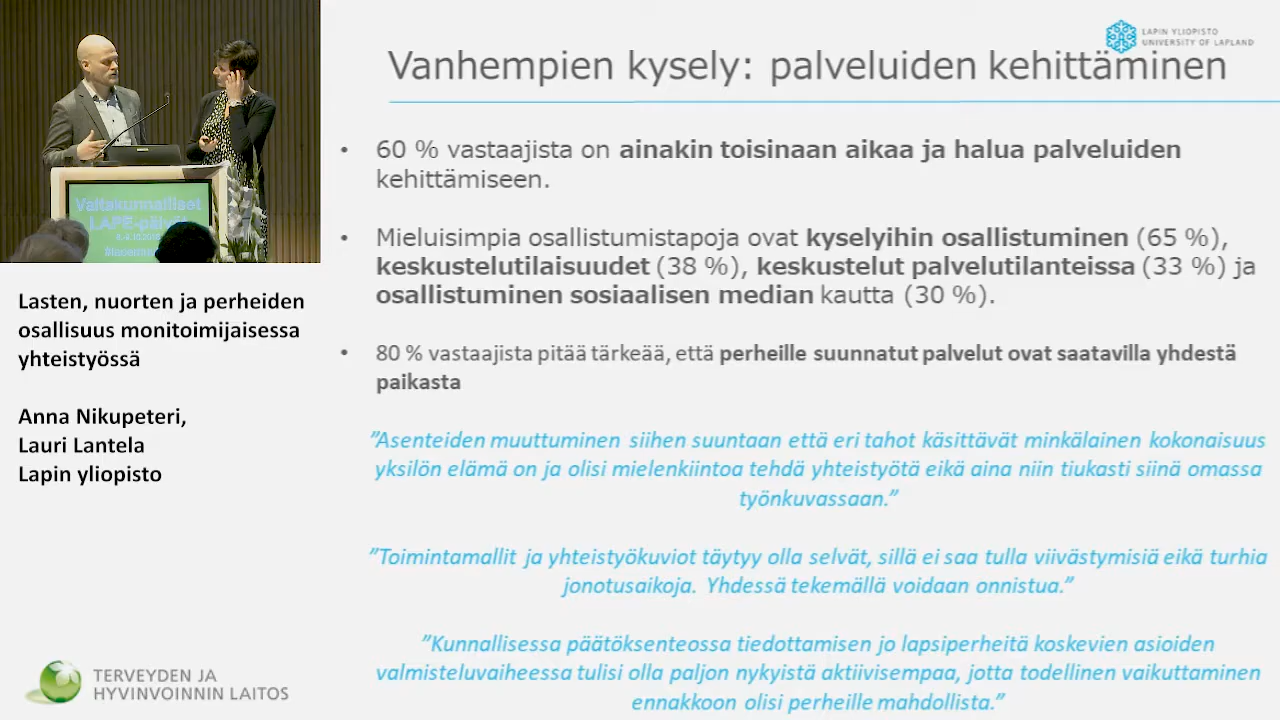 LAPIN YLIOPISTO
UNIVERSITY OF LAPLAND
Vanhempien kysely: palveluiden kehittäminen
• 60 % vastaajista on ainakin toisinaan aikaa ja halua palveluiden
kehittämiseen.
• Mieluisimpia osallistumistapoja ovat kyselyihin osallistuminen (65 %),
keskustelutilaisuudet (38 %), keskustelut palvelutilanteissa (33 %) ja
osallistuminen sosiaalisen median kautta (30 %).
• 80 % vastaajista pitää tärkeää, että perheille suunnatut palvelut ovat saatavilla yhdestä
paikasta
”Asenteiden muuttuminen siihen suuntaan että eri tahot käsittävät minkälainen kokonaisuus
yksilön elämä on ja olisi mielenkiintoa tehdä yhteistyötä eikä aina niin tiukasti siinä omassa
työnkuvassaan.”
”Toimintamallit ja yhteistyökuviot täytyy olla selvät, sillä ei saa tulla viivästymisiä eikä turhia
jonotusaikoja. Yhdessä tekemällä voidaan onnistua.”
”Kunnallisessa päätöksenteossa tiedottamisen jo lapsiperheitä koskevien asioiden
valmisteluvaiheessa tulisi olla paljon nykyistä aktiivisempaa, jotta todellinen vaikuttaminen
ennakkoon olisi perheille mahdollista.”
Valtakunnalliset
LAPE-päivät
Lasten, nuorten ja perheiden
osallisuus monitoimijaisessa
yhteistyössä
Anna Nikupeteri,
Lauri Lantela
Lapin yliopisto
TERVEYDEN JA
HYVINVOINNIN LAITOS